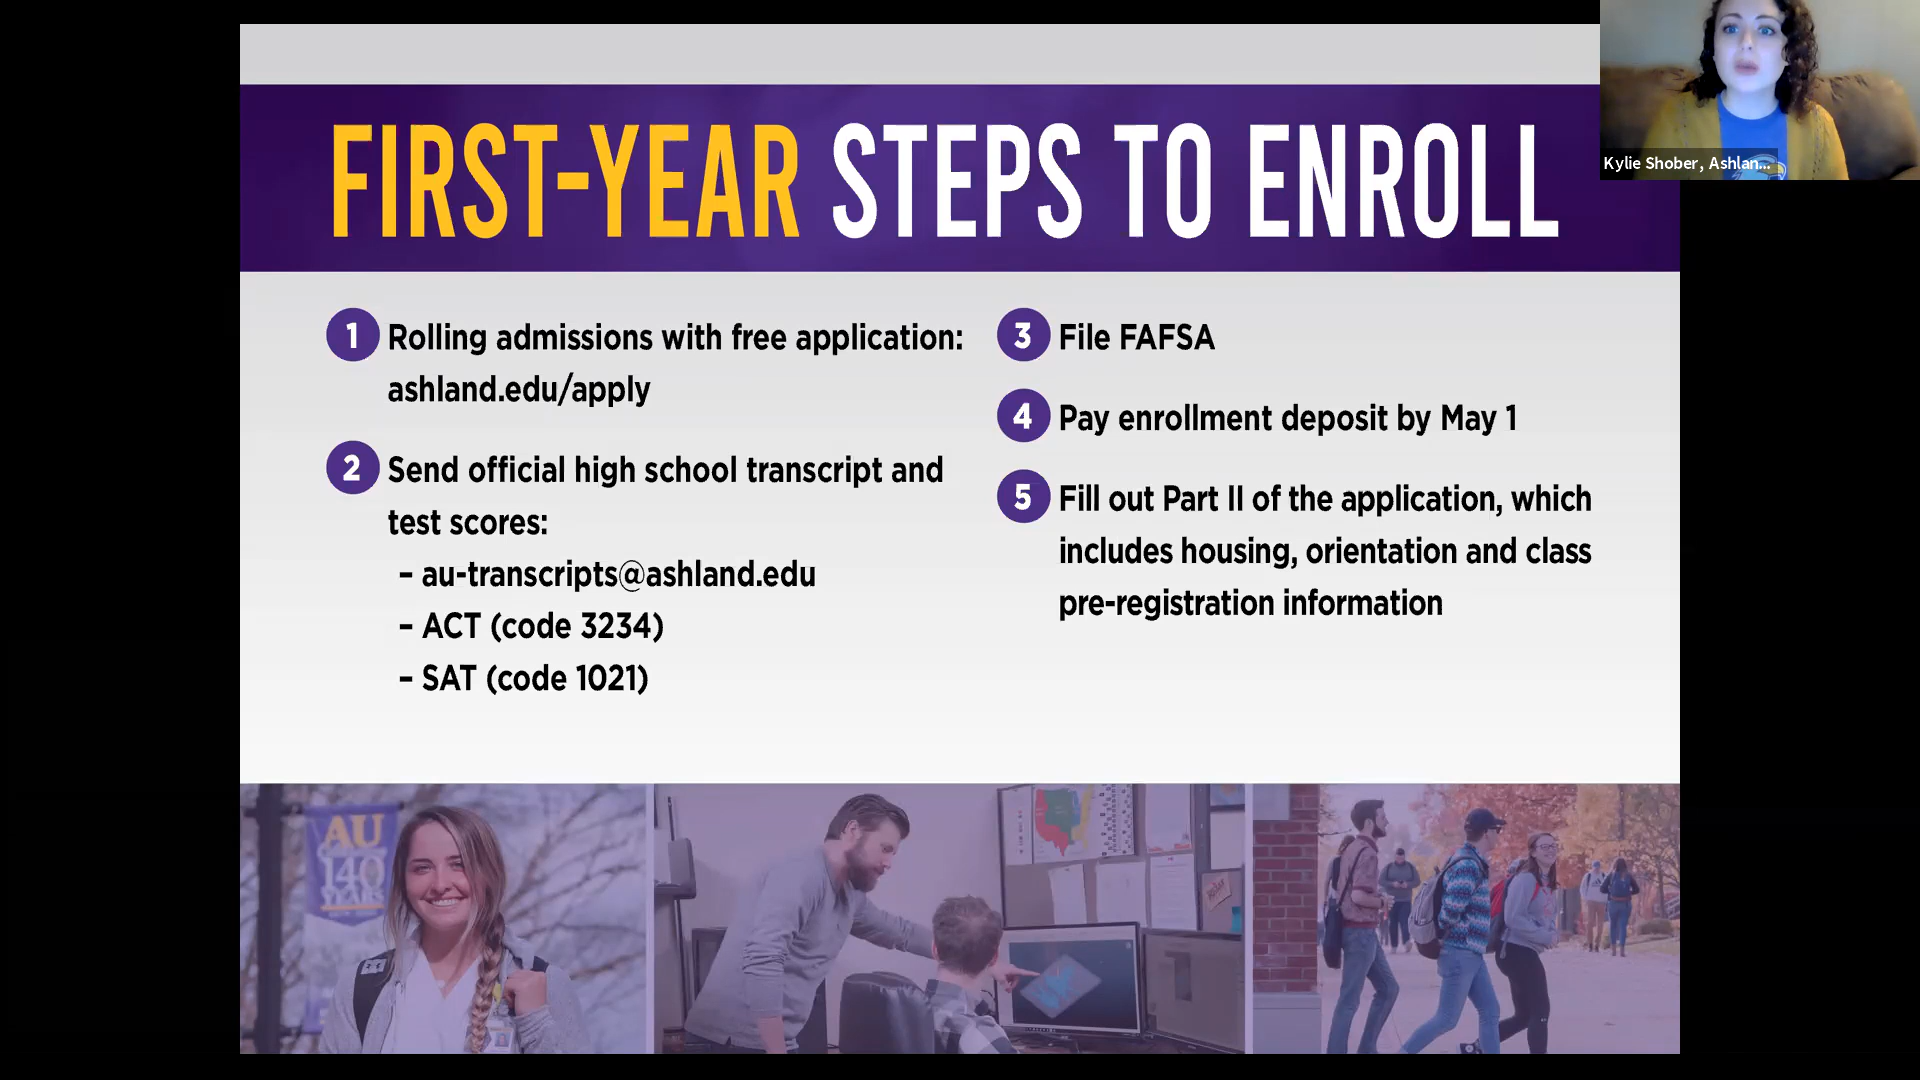 FIRST-YEAR STEPS TO ENROLL
Kylie Shober, Ashlan...
1 Rolling admissions with free application:
ashland.edu/apply
2 Send official high school transcript and
test scores:
– au-transcripts@ashland.edu
– ACT (code 3234)
– SAT (code 1021)
3 File FAFSA
4 Pay enrollment deposit by May 1
5 Fill out Part II of the application, which
includes housing, orientation and class
pre-registration information
AU
140
YEARS